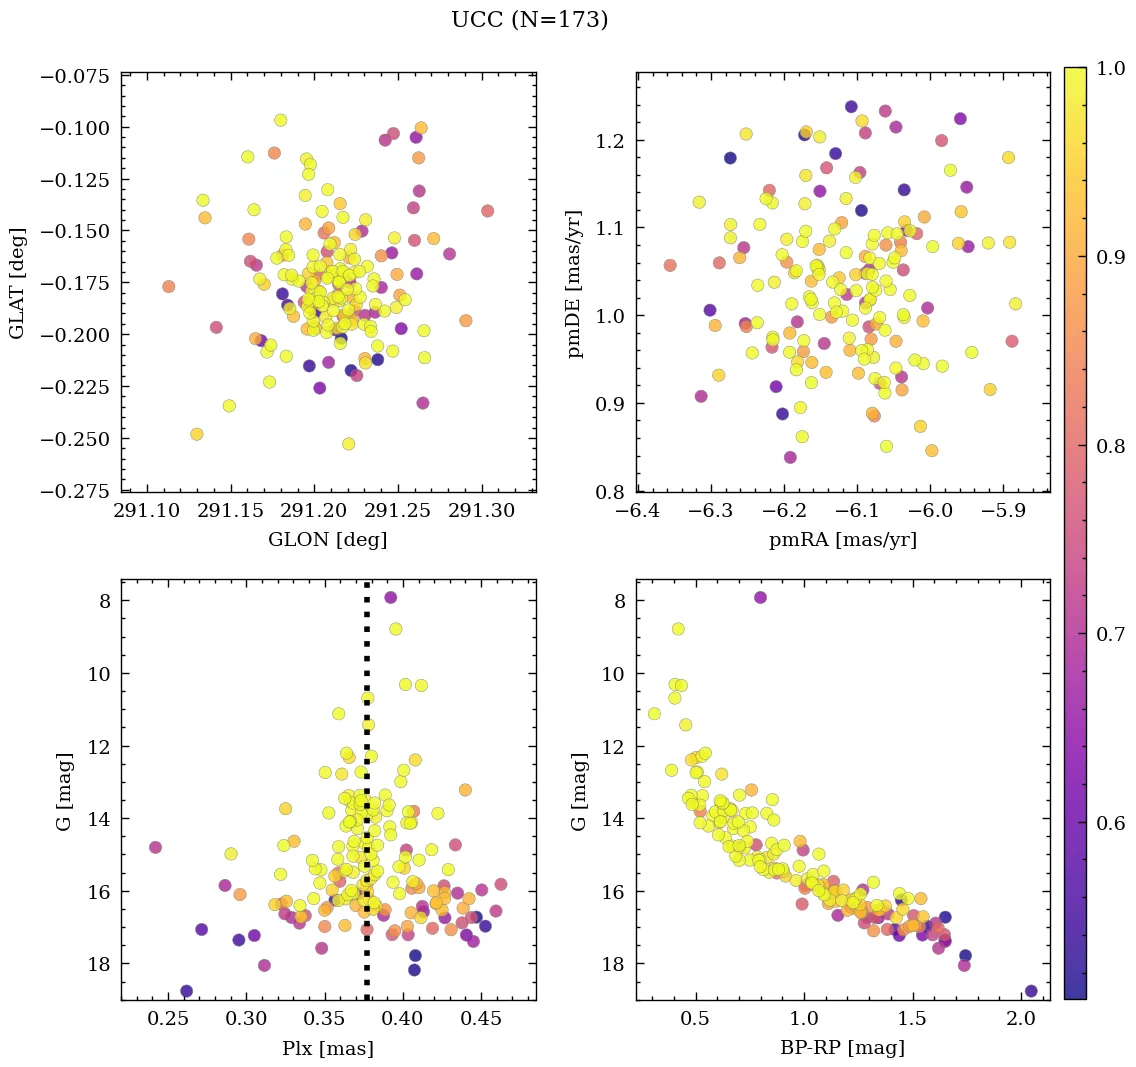 UCC (N=173)
−0.075
−0.100
−0.125
−0.150
−0.175
−0.200
−0.225
−0.250
−0.275
GLAT [deg]
291.10 291.15 291.20 291.25 291.30
GLON [deg]
1.2
1.1
1.0
0.9
0.8
pmDE [mas/yr]
−6.4 −6.3 −6.2 −6.1 −6.0 −5.9
pmRA [mas/yr]
8
10
12
14
16
18
G [mag]
0.25 0.30 0.35 0.40 0.45
Plx [mas]
8
10
12
14
16
18
G [mag]
0.5 1.0 1.5 2.0
BP-RP [mag]
1.0
0.9
0.8
0.7
0.6